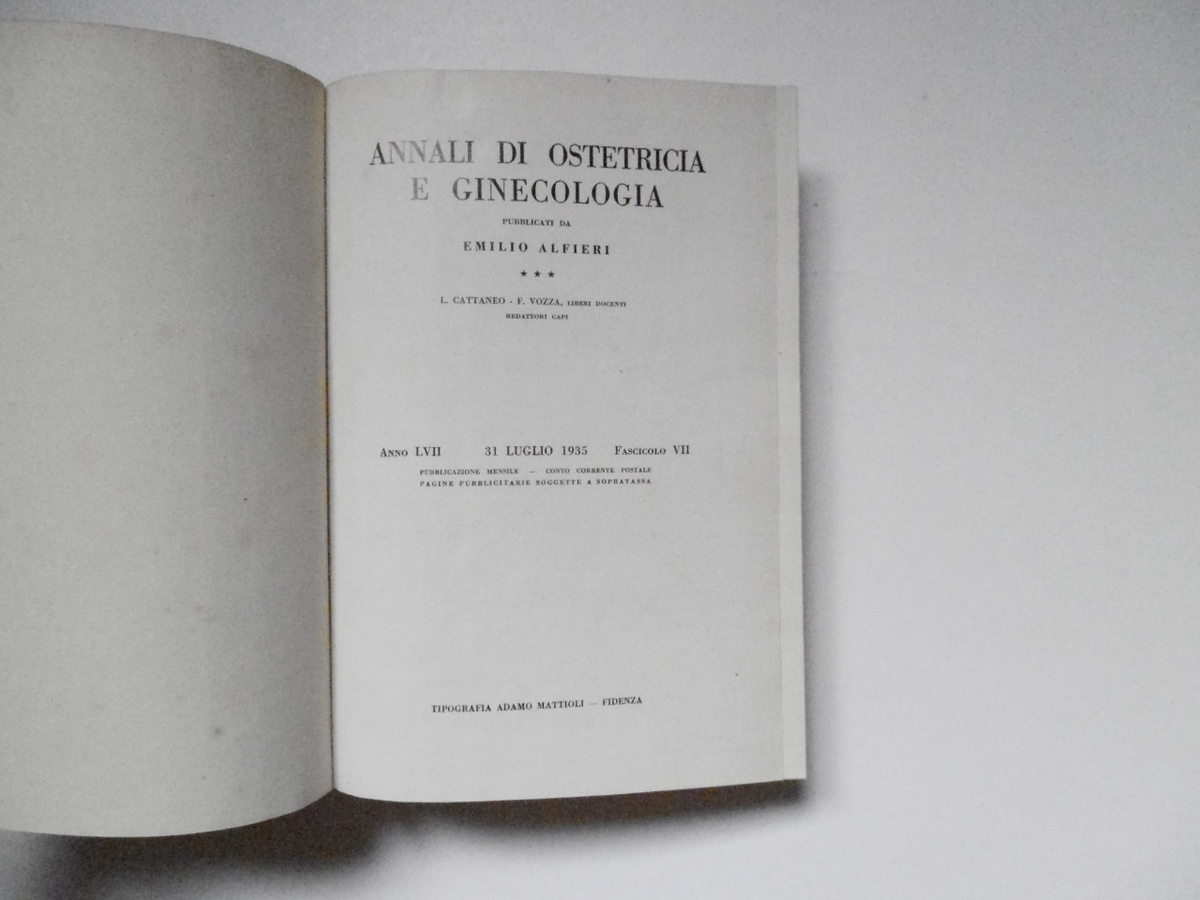 ANNALI DI OSTETRICIA
E GINECOLOGIA
PUBBLICATI DA
EMILIO ALFIERI
★ ★ ★
L. CATTANEO - F. VOZZA, LIBERI DOCENTI
REDATTORI CAPI
ANNO LVII 31 LUGLIO 1935 FASCICOLO VII
PUBBLICAZIONE MENSILE — CONTO CORRENTE POSTALE
PAGINE PUBBLICITARIE SOGGETTE A SOPRATASSA
TIPOGRAFIA ADAMO MATTIOLI — FIDENZA